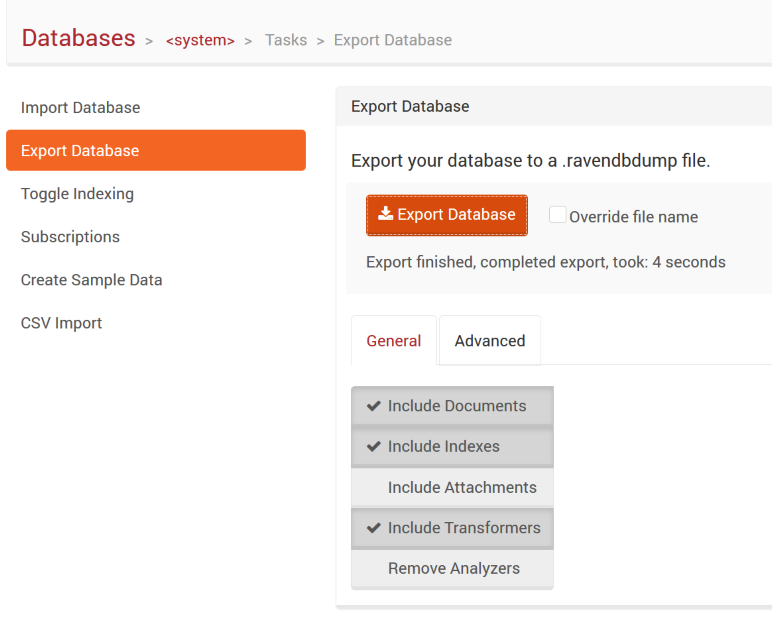 Databases > <system> > Tasks > Export Database
Import Database
Export Database
Toggle Indexing
Subscriptions
Create Sample Data
CSV Import
Export Database
Export your database to a .ravendbdump file.
Export Database Override file name
Export finished, completed export, took: 4 seconds
General Advanced
Include Documents
Include Indexes
Include Attachments
Include Transformers
Remove Analyzers